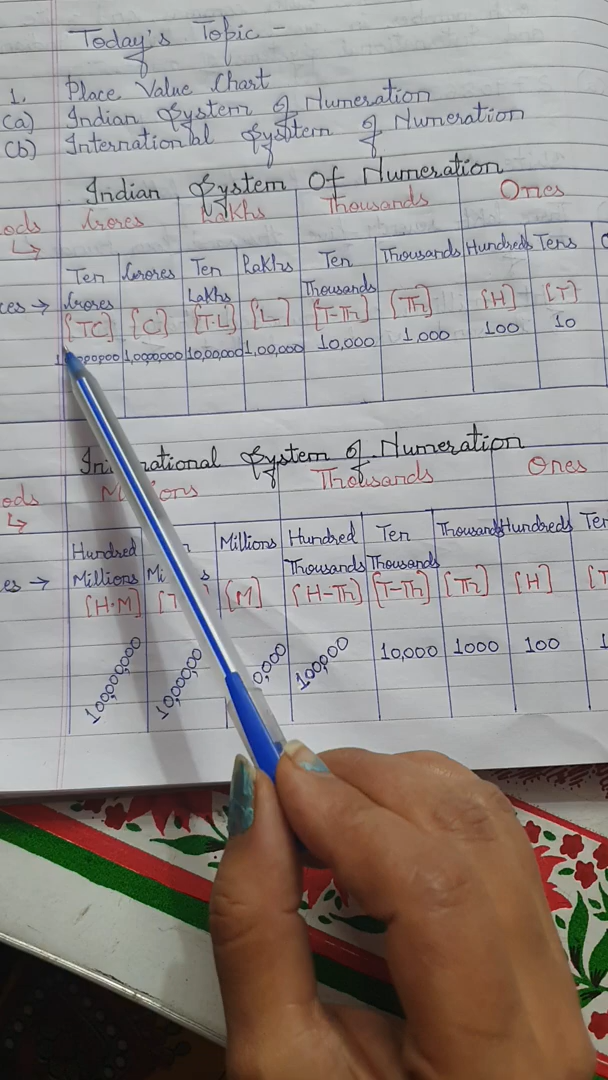 Today's Topic -
1. Place Value Chart
(a) Indian System of Numeration
(b) International System of Numeration
Indian System Of Numeration
Crores Lakhs Thousands Ones
Ten Crores Ten Lakhs Ten Thousands Hundreds Tens
Crores Lakhs Thousands
[TC] [C] [T-L] [L] [T-Th] [Th] [H] [T]
1,00,00,000 10,00,000 1,00,000 10,000 1,000 100 10
System of Numeration
Thousands Ones
Hundred Millions Hundred Ten Thousands Hundreds
Millions Thousands Thousands
[H-M] [M] [H-Th] [T-Th] [Th] [H]
100,000,000 100,000 10,000 1000 100